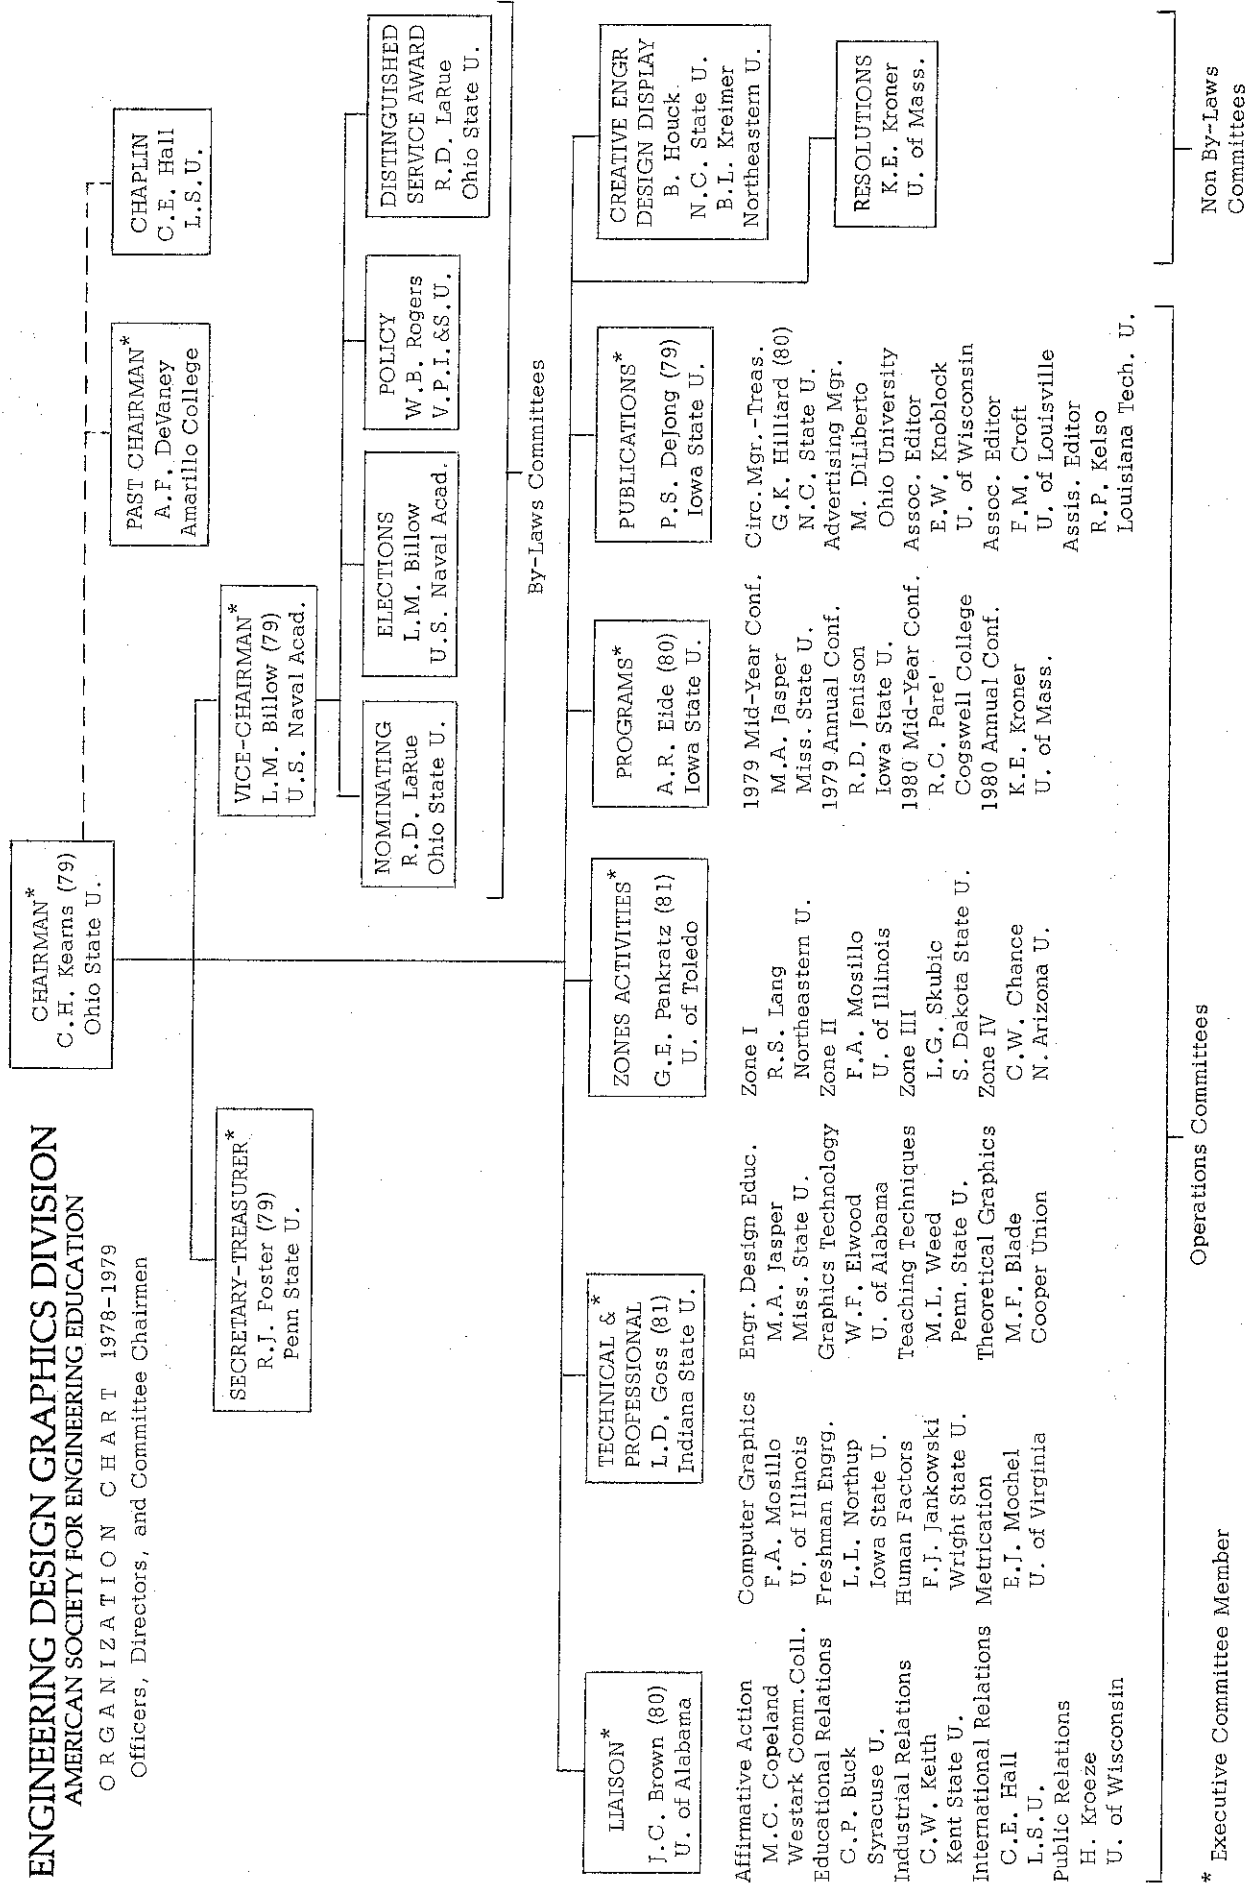 ENGINEERING DESIGN GRAPHICS DIVISION
AMERICAN SOCIETY FOR ENGINEERING EDUCATION
ORGANIZATION CHART 1978-1979
Officers, Directors, and Committee Chairmen
CHAIRMAN*
C.H. Kearns (79)
Ohio State U.
PAST CHAIRMAN*
A.F. DeVaney
Amarillo College
CHAPLIN
C.E. Hall
L.S.U.
SECRETARY-TREASURER*
R.J. Foster (79)
Penn State U.
VICE-CHAIRMAN*
L.M. Billow (79)
U.S. Naval Acad.
NOMINATING
R.D. LaRue
Ohio State U.
ELECTIONS
L.M. Billow
U.S. Naval Acad.
POLICY
W.B. Rogers
V.P.I.&S.U.
DISTINGUISHED
SERVICE AWARD
R.D. LaRue
Ohio State U.
By-Laws Committees
LIAISON*
J.C. Brown (80)
U. of Alabama
Affirmative Action
M.C. Copeland
Westark Comm.Coll.
Educational Relations
C.P. Buck
Syracuse U.
Industrial Relations
C.W. Keith
Kent State U.
International Relations
C.E. Hall
L.S.U.
Public Relations
H. Kroeze
U. of Wisconsin
TECHNICAL & *
PROFESSIONAL
L.D. Goss (81)
Indiana State U.
Computer Graphics
F.A. Mosillo
U. of Illinois
Freshman Engrg.
L.L. Northup
Iowa State U.
Human Factors
F.J. Jankowski
Wright State U.
Metrication
E.J. Mochel
U. of Virginia
Engr. Design Educ.
M.A. Jasper
Miss. State U.
Graphics Technology
W.F. Elwood
U. of Alabama
Teaching Techniques
M.L. Weed
Penn. State U.
Theoretical Graphics
M.F. Blade
Cooper Union
ZONES ACTIVITIES*
G.E. Pankratz (81)
U. of Toledo
Zone I
R.S. Lang
Northeastern U.
Zone II
F.A. Mosillo
U. of Illinois
Zone III
L.G. Skubic
S. Dakota State U.
Zone IV
C.W. Chance
N. Arizona U.
PROGRAMS*
A.R. Eide (80)
Iowa State U.
1979 Mid-Year Conf.
M.A. Jasper
Miss. State U.
1979 Annual Conf.
R.D. Jenison
Iowa State U.
1980 Mid-Year Conf.
R.C. Pare'
Cogswell College
1980 Annual Conf.
K.E. Kroner
U. of Mass.
PUBLICATIONS*
P.S. DeJong (79)
Iowa State U.
Circ.Mgr.-Treas.
G.K. Hilliard (80)
N.C. State U.
Advertising Mgr.
M. DiLiberto
Ohio University
Assoc. Editor
E.W. Knoblock
U. of Wisconsin
Assoc. Editor
F.M. Croft
U. of Louisville
Assis. Editor
R.P. Kelso
Louisiana Tech. U.
CREATIVE ENGR
DESIGN DISPLAY
B. Houck
N.C. State U.
B.L. Kreimer
Northeastern U.
RESOLUTIONS
K.E. Kroner
U. of Mass.
Operations Committees
Non By-Laws
Committees
* Executive Committee Member